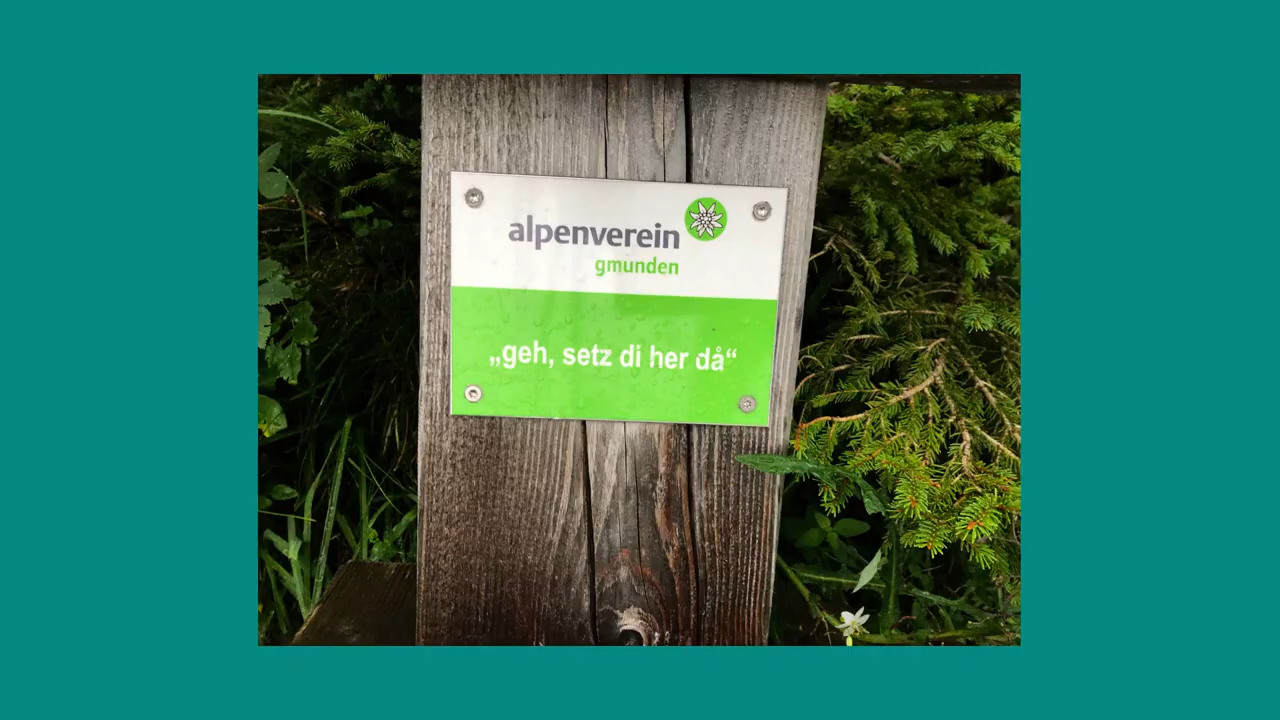 alpenverein
gmunden
„geh, setz di her då“